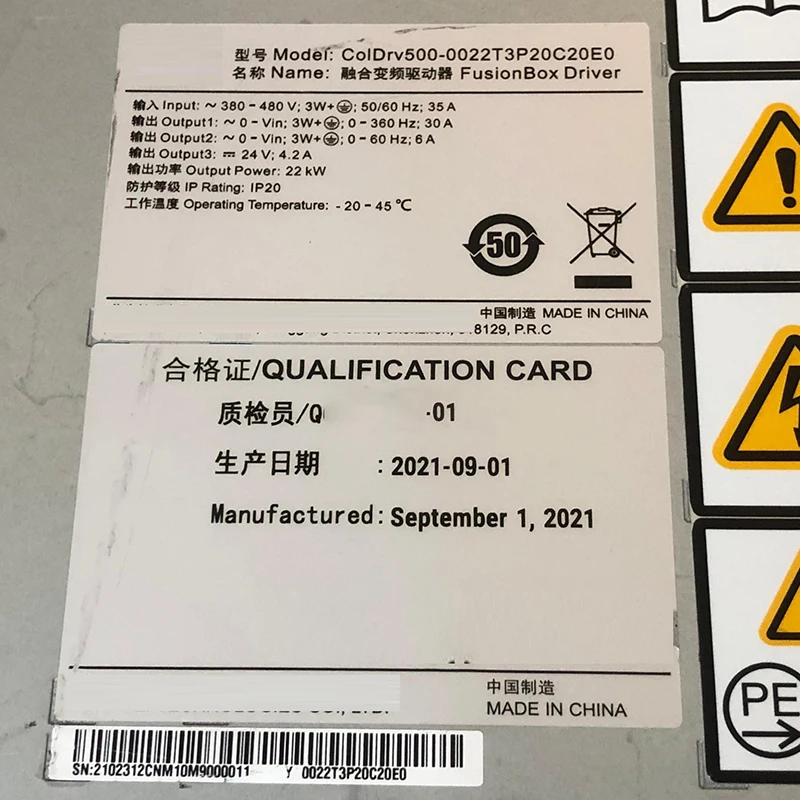 型号 Model: ColDrv500-0022T3P20C20E0
名称 Name: 融合变频驱动器 FusionBox Driver
输入 Input: ~ 380-480 V; 3W+; 50/60 Hz; 35 A
输出 Output1: ~ 0-Vin; 3W+; 0-360 Hz; 30 A
输出 Output2: ~ 0-Vin; 3W+; 0-60 Hz; 6 A
输出 Output3: ⎓ 24 V; 4.2 A
输出功率 Output Power: 22 kW
防护等级 IP Rating: IP20
工作温度 Operating Temperature: -20-45 ℃
50
中国制造 MADE IN CHINA
8129, P.R.C
合格证/QUALIFICATION CARD
质检员/Q -01
生产日期 : 2021-09-01
Manufactured: September 1, 2021
中国制造
MADE IN CHINA
SN:2102312CNM10M9000011 Y 0022T3P20C20E0
PE